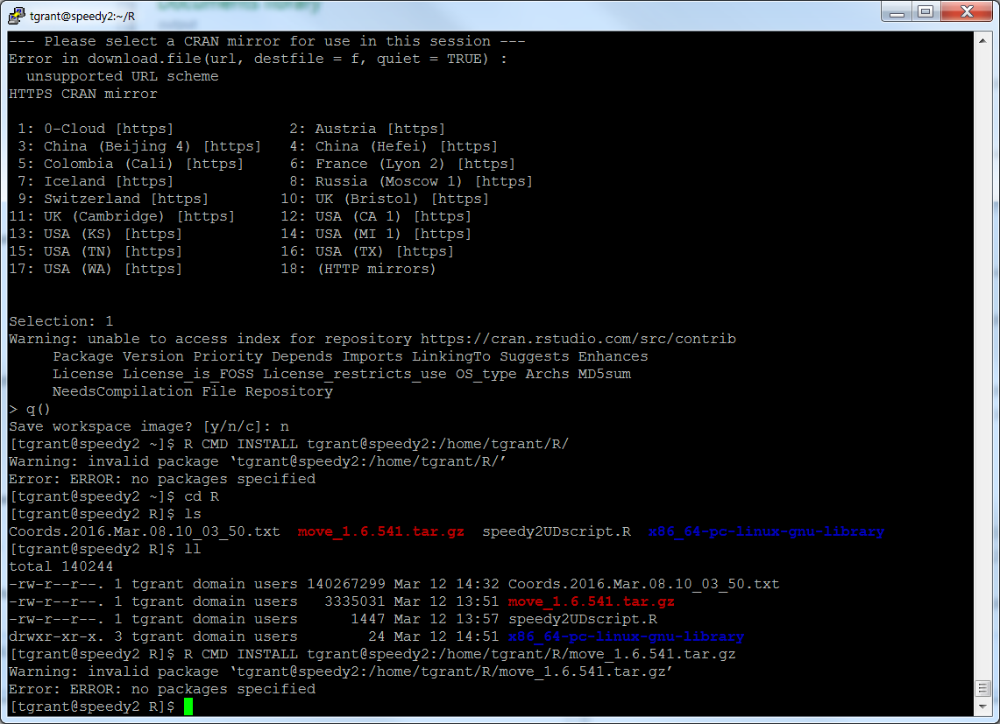 tgrant@speedy2:~/R
--- Please select a CRAN mirror for use in this session ---
Error in download.file(url, destfile = f, quiet = TRUE) :
  unsupported URL scheme
HTTPS CRAN mirror
 1: 0-Cloud [https]             2: Austria [https]
 3: China (Beijing 4) [https]   4: China (Hefei) [https]
 5: Colombia (Cali) [https]     6: France (Lyon 2) [https]
 7: Iceland [https]             8: Russia (Moscow 1) [https]
 9: Switzerland [https]        10: UK (Bristol) [https]
11: UK (Cambridge) [https]     12: USA (CA 1) [https]
13: USA (KS) [https]           14: USA (MI 1) [https]
15: USA (TN) [https]           16: USA (TX) [https]
17: USA (WA) [https]           18: (HTTP mirrors)
Selection: 1
Warning: unable to access index for repository https://cran.rstudio.com/src/contrib
     Package Version Priority Depends Imports LinkingTo Suggests Enhances
     License License_is_FOSS License_restricts_use OS_type Archs MD5sum
     NeedsCompilation File Repository
> q()
Save workspace image? [y/n/c]: n
[tgrant@speedy2 ~]$ R CMD INSTALL tgrant@speedy2:/home/tgrant/R/
Warning: invalid package ‘tgrant@speedy2:/home/tgrant/R/’
Error: ERROR: no packages specified
[tgrant@speedy2 ~]$ cd R
[tgrant@speedy2 R]$ ls
Coords.2016.Mar.08.10_03_50.txt  move_1.6.541.tar.gz  speedy2UDscript.R  x86_64-pc-linux-gnu-library
[tgrant@speedy2 R]$ ll
total 140244
-rw-r--r--. 1 tgrant domain users 140267299 Mar 12 14:32 Coords.2016.Mar.08.10_03_50.txt
-rw-r--r--. 1 tgrant domain users   3335031 Mar 12 13:51 move_1.6.541.tar.gz
-rw-r--r--. 1 tgrant domain users      1447 Mar 12 13:57 speedy2UDscript.R
drwxr-xr-x. 3 tgrant domain users        24 Mar 12 14:51 x86_64-pc-linux-gnu-library
[tgrant@speedy2 R]$ R CMD INSTALL tgrant@speedy2:/home/tgrant/R/move_1.6.541.tar.gz
Warning: invalid package ‘tgrant@speedy2:/home/tgrant/R/move_1.6.541.tar.gz’
Error: ERROR: no packages specified
[tgrant@speedy2 R]$